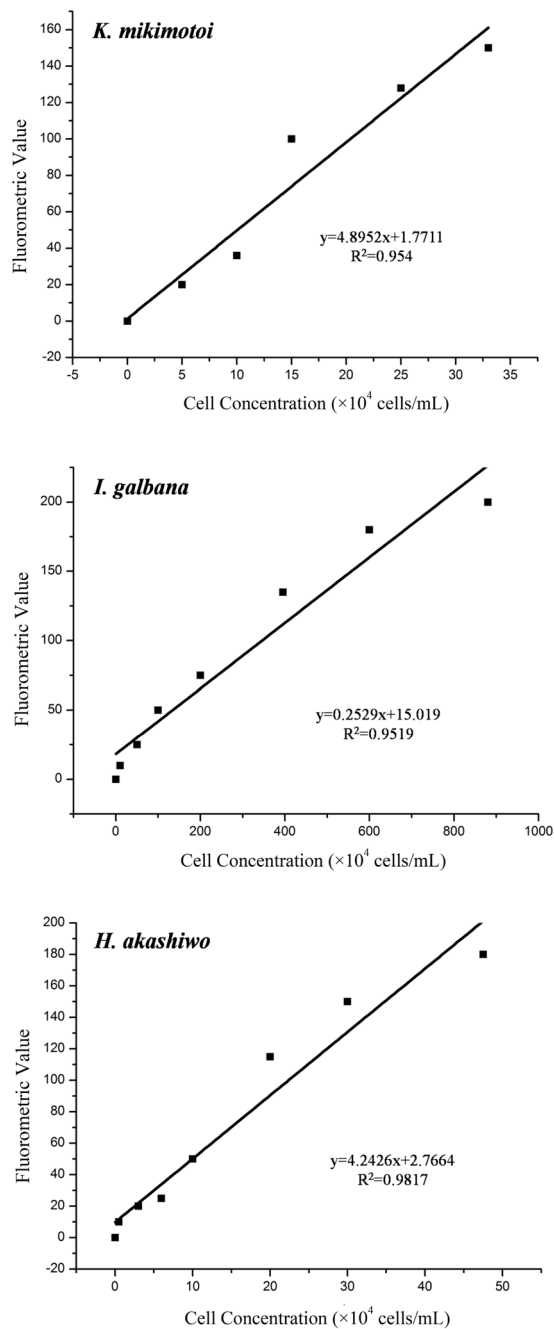 K. mikimotoi
160
140
120
100
80
60
40
20
0
-20
Fluorometric Value
y=4.8952x+1.7711
R²=0.954
-5 0 5 10 15 20 25 30 35
Cell Concentration (×10⁴ cells/mL)
I. galbana
200
150
100
50
0
Fluorometric Value
y=0.2529x+15.019
R²=0.9519
0 200 400 600 800 1000
Cell Concentration (×10⁴ cells/mL)
H. akashiwo
200
180
160
140
120
100
80
60
40
20
0
-20
Fluorometric Value
y=4.2426x+2.7664
R²=0.9817
0 10 20 30 40 50
Cell Concentration (×10⁴ cells/mL)